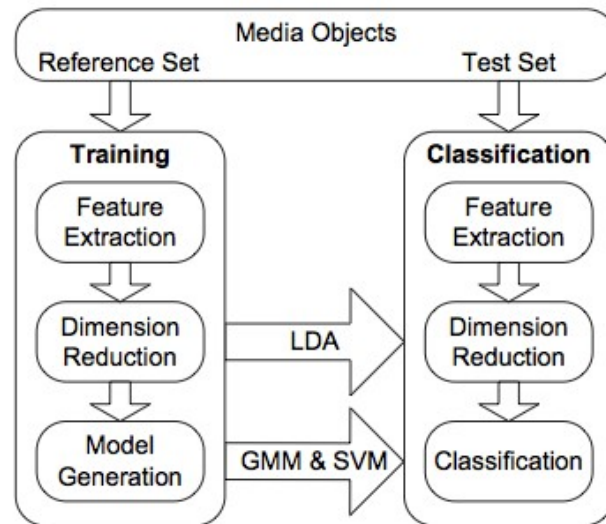 Media Objects
Reference Set
Test Set
Training
Feature
Extraction
Dimension
Reduction
Model
Generation
LDA
GMM & SVM
Classification
Feature
Extraction
Dimension
Reduction
Classification